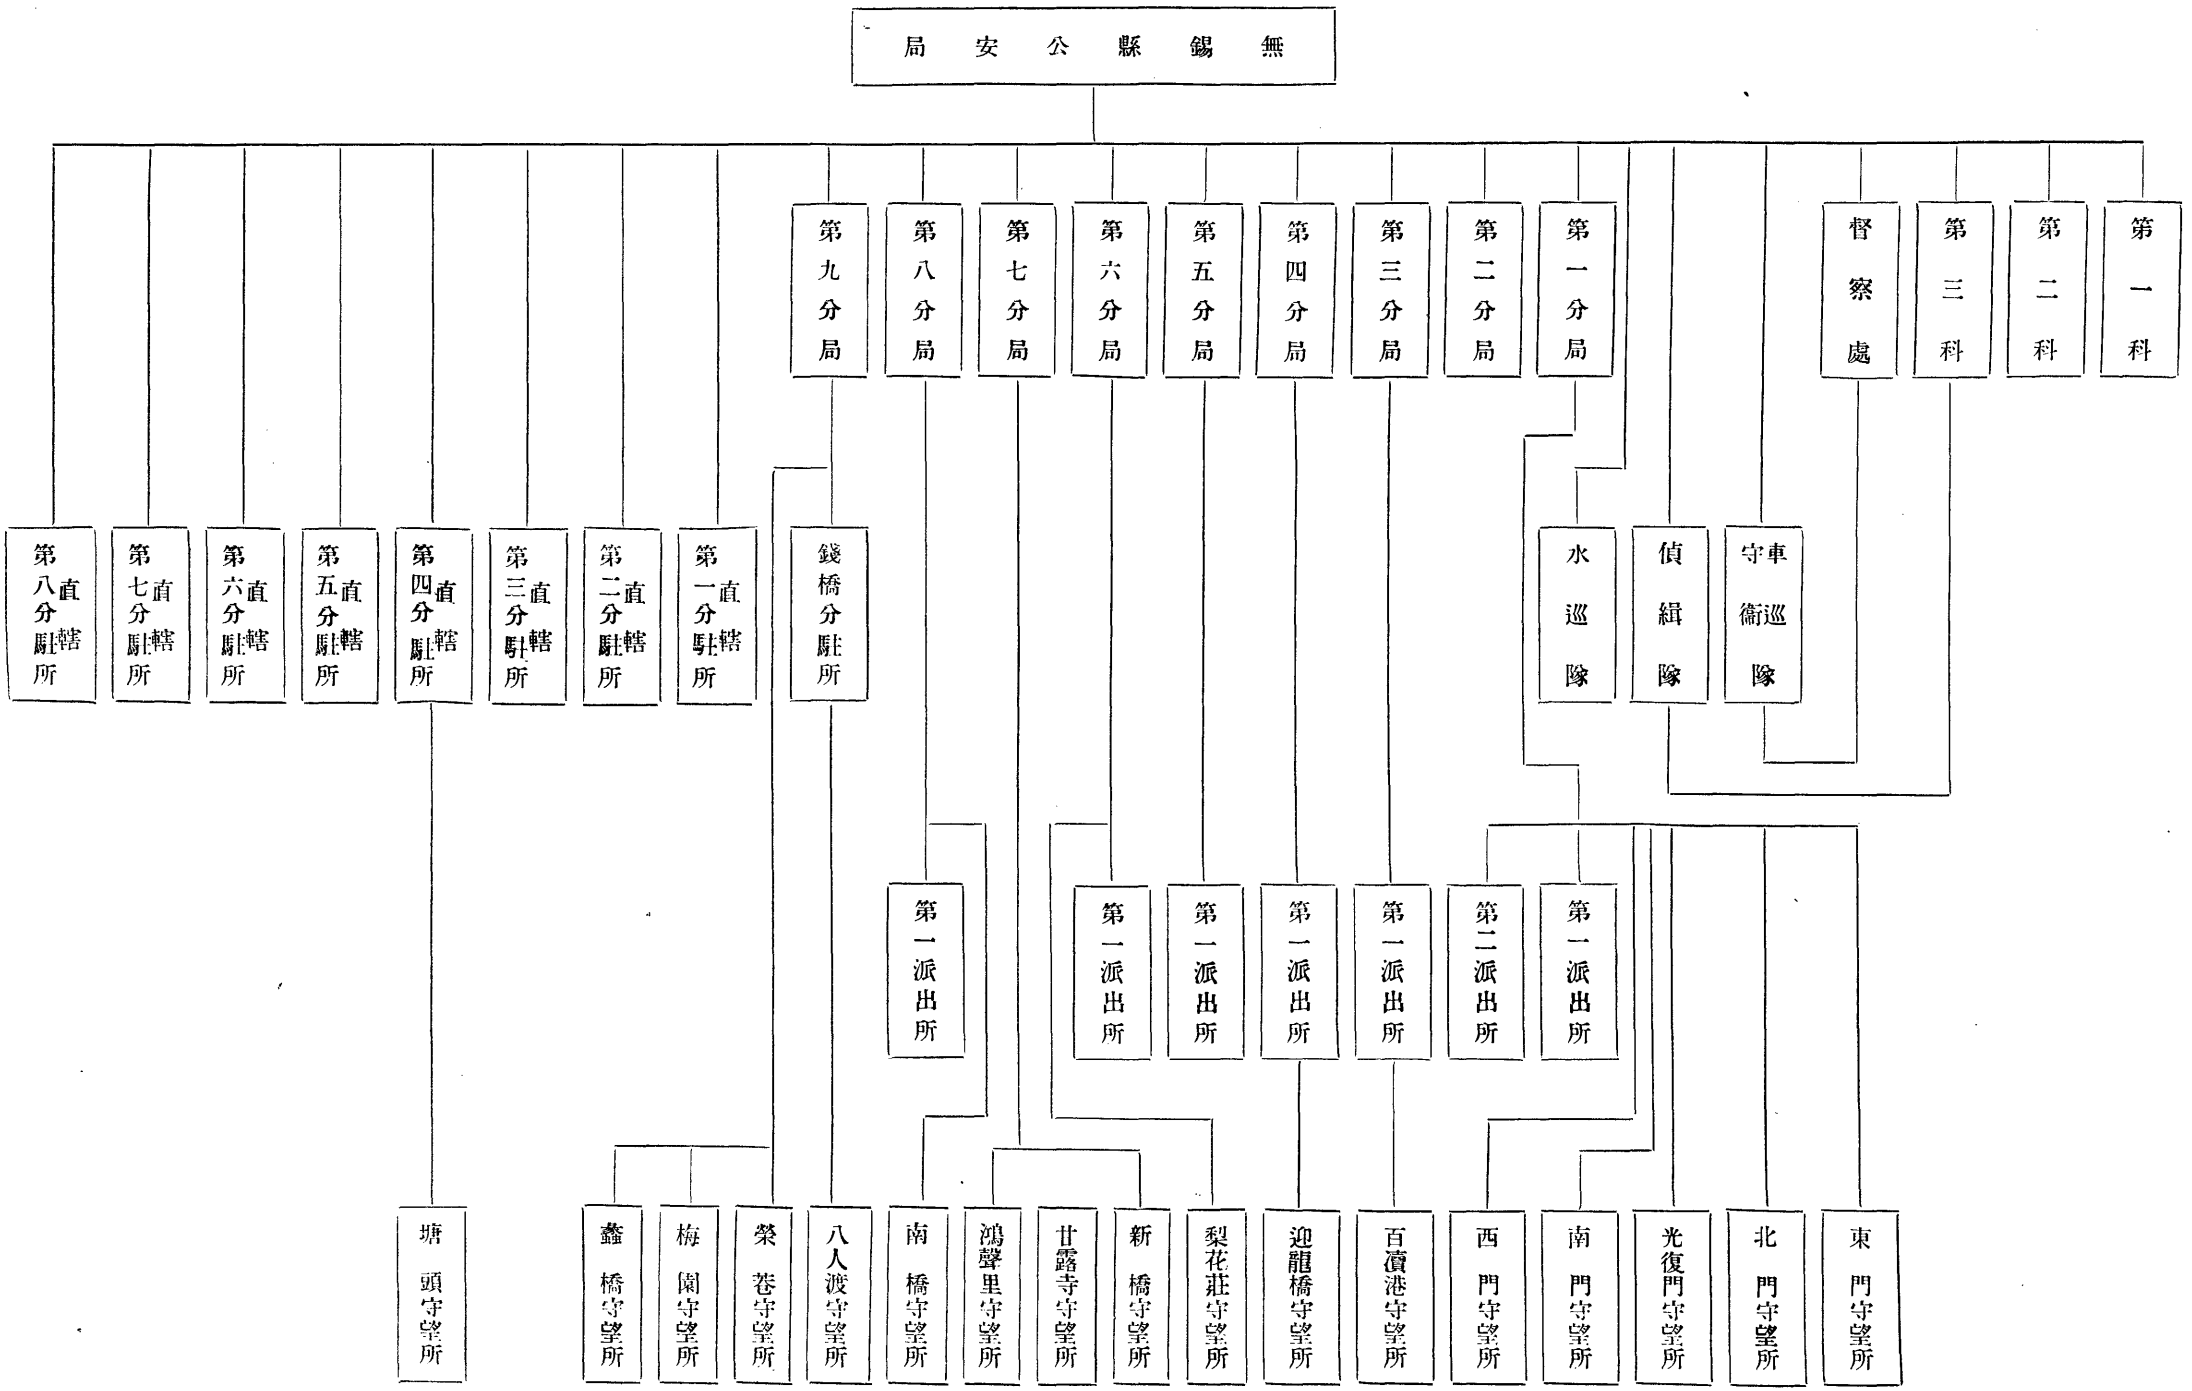 無錫縣公安局
第一科
第二科
第三科
督察處
第一分局
第二分局
第三分局
第四分局
第五分局
第六分局
第七分局
第八分局
第九分局
車巡隊
守衞隊
偵緝隊
水巡隊
錢橋分駐所
直轄第一分駐所
直轄第二分駐所
直轄第三分駐所
直轄第四分駐所
直轄第五分駐所
直轄第六分駐所
直轄第七分駐所
直轄第八分駐所
第一派出所
第二派出所
第一派出所
第一派出所
第一派出所
第一派出所
第一派出所
東門守望所
北門守望所
光復門守望所
南門守望所
西門守望所
百瀆港守望所
迎龍橋守望所
梨花莊守望所
新橋守望所
甘露寺守望所
鴻聲里守望所
南橋守望所
八人渡守望所
榮巷守望所
梅園守望所
蠡橋守望所
塘頭守望所